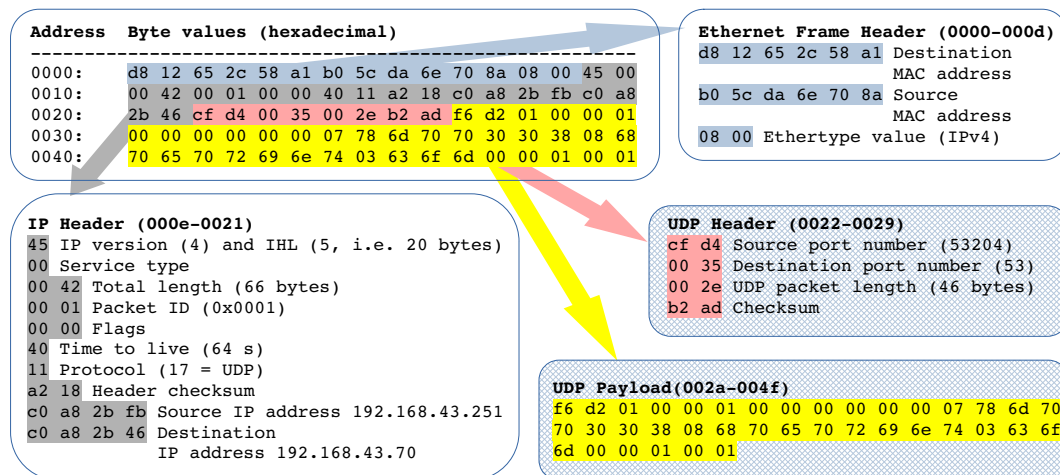 Address  Byte values (hexadecimal)
--------------------------------------------------------
0000:    d8 12 65 2c 58 a1 b0 5c da 6e 70 8a 08 00 45 00
0010:    00 42 00 01 00 00 40 11 a2 18 c0 a8 2b fb c0 a8
0020:    2b 46 cf d4 00 35 00 2e b2 ad f6 d2 01 00 00 01
0030:    00 00 00 00 00 00 07 78 6d 70 70 30 30 38 08 68
0040:    70 65 70 72 69 6e 74 03 63 6f 6d 00 00 01 00 01
Ethernet Frame Header (0000-000d)
d8 12 65 2c 58 a1 Destination
MAC address
b0 5c da 6e 70 8a Source
MAC address
08 00 Ethertype value (IPv4)
IP Header (000e-0021)
45 IP version (4) and IHL (5, i.e. 20 bytes)
00 Service type
00 42 Total length (66 bytes)
00 01 Packet ID (0x0001)
00 00 Flags
40 Time to live (64 s)
11 Protocol (17 = UDP)
a2 18 Header checksum
c0 a8 2b fb Source IP address 192.168.43.251
c0 a8 2b 46 Destination
IP address 192.168.43.70
UDP Header (0022-0029)
cf d4 Source port number (53204)
00 35 Destination port number (53)
00 2e UDP packet length (46 bytes)
b2 ad Checksum
UDP Payload(002a-004f)
f6 d2 01 00 00 01 00 00 00 00 00 00 07 78 6d 70
70 30 30 38 08 68 70 65 70 72 69 6e 74 03 63 6f
6d 00 00 01 00 01